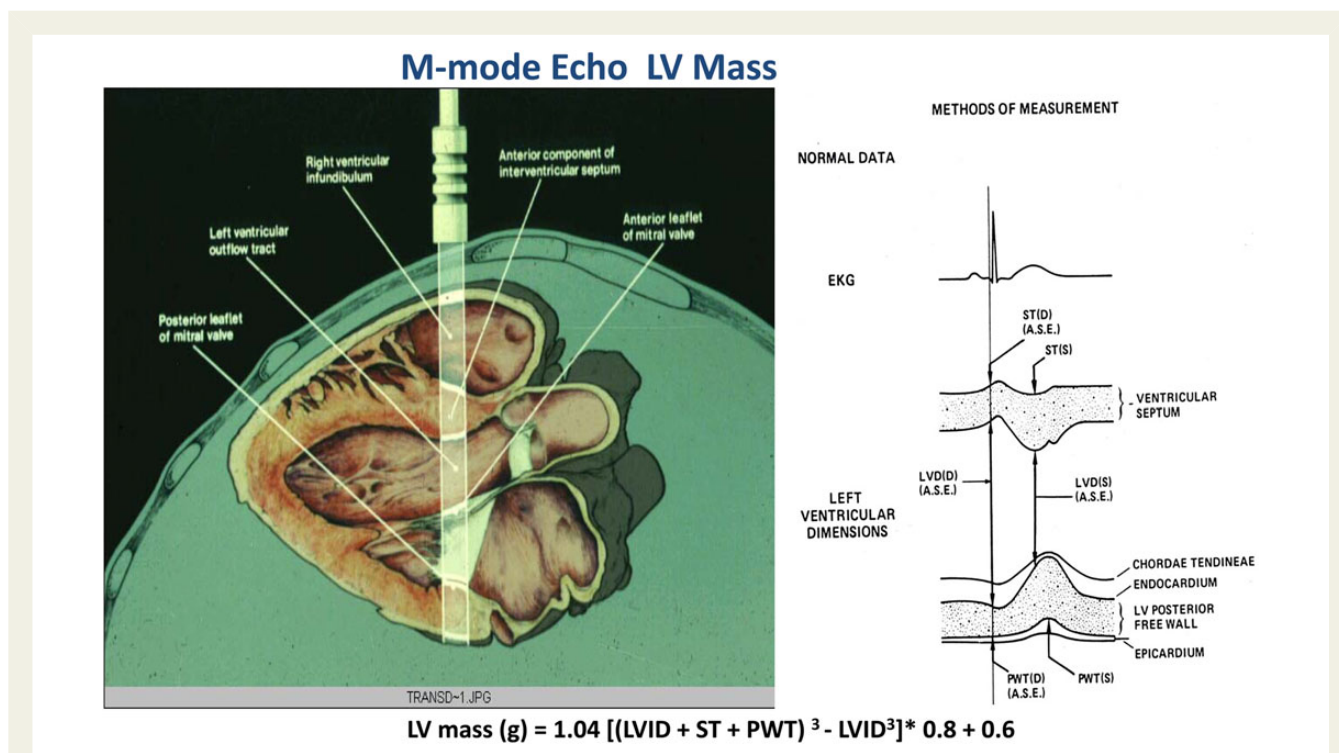 M-mode Echo LV Mass
Right ventricular
infundibulum
Anterior component of
interventricular septum
Left ventricular
outflow tract
Anterior leaflet
of mitral valve
Posterior leaflet
of mitral valve
TRANSD~1.JPG
METHODS OF MEASUREMENT
NORMAL DATA
EKG
ST(D)
(A.S.E.)
ST(S)
VENTRICULAR
SEPTUM
LVD(D)
(A.S.E.)
LVD(S)
(A.S.E.)
LEFT
VENTRICULAR
DIMENSIONS
CHORDAE TENDINEAE
ENDOCARDIUM
LV POSTERIOR
FREE WALL
EPICARDIUM
PWT(D)
(A.S.E.)
PWT(S)
LV mass (g) = 1.04 [(LVID + ST + PWT) ³ - LVID³]* 0.8 + 0.6